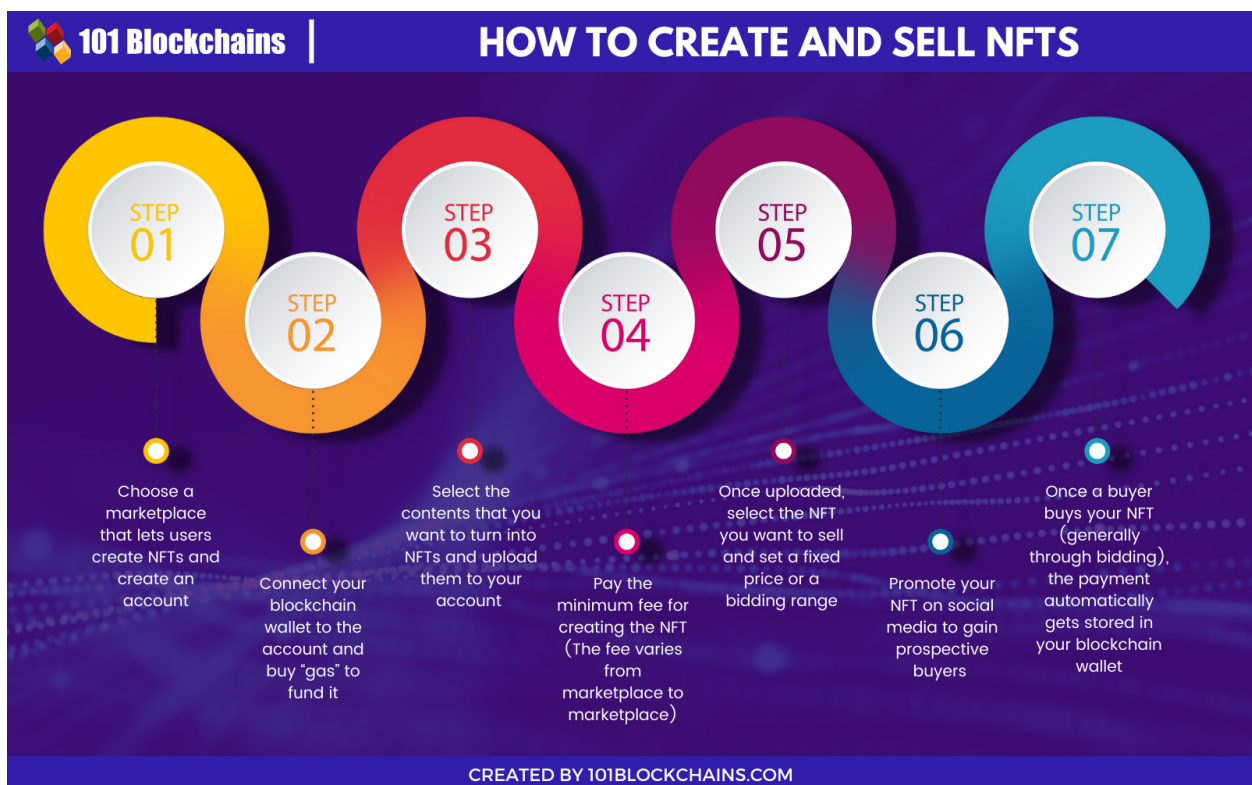 101 Blockchains
HOW TO CREATE AND SELL NFTS
STEP
01
STEP
02
STEP
03
STEP
04
STEP
05
STEP
06
STEP
07
Choose a
marketplace
that lets users
create NFTs and
create an
account
Connect your
blockchain
wallet to the
account and
buy “gas” to
fund it
Select the
contents that you
want to turn into
NFTs and upload
them to your
account
Pay the
minimum fee for
creating the NFT
(The fee varies
from
marketplace to
marketplace)
Once uploaded,
select the NFT
you want to sell
and set a fixed
price or a
bidding range
Promote your
NFT on social
media to gain
prospective
buyers
Once a buyer
buys your NFT
(generally
through bidding),
the payment
automatically
gets stored in
your blockchain
wallet
CREATED BY 101BLOCKCHAINS.COM